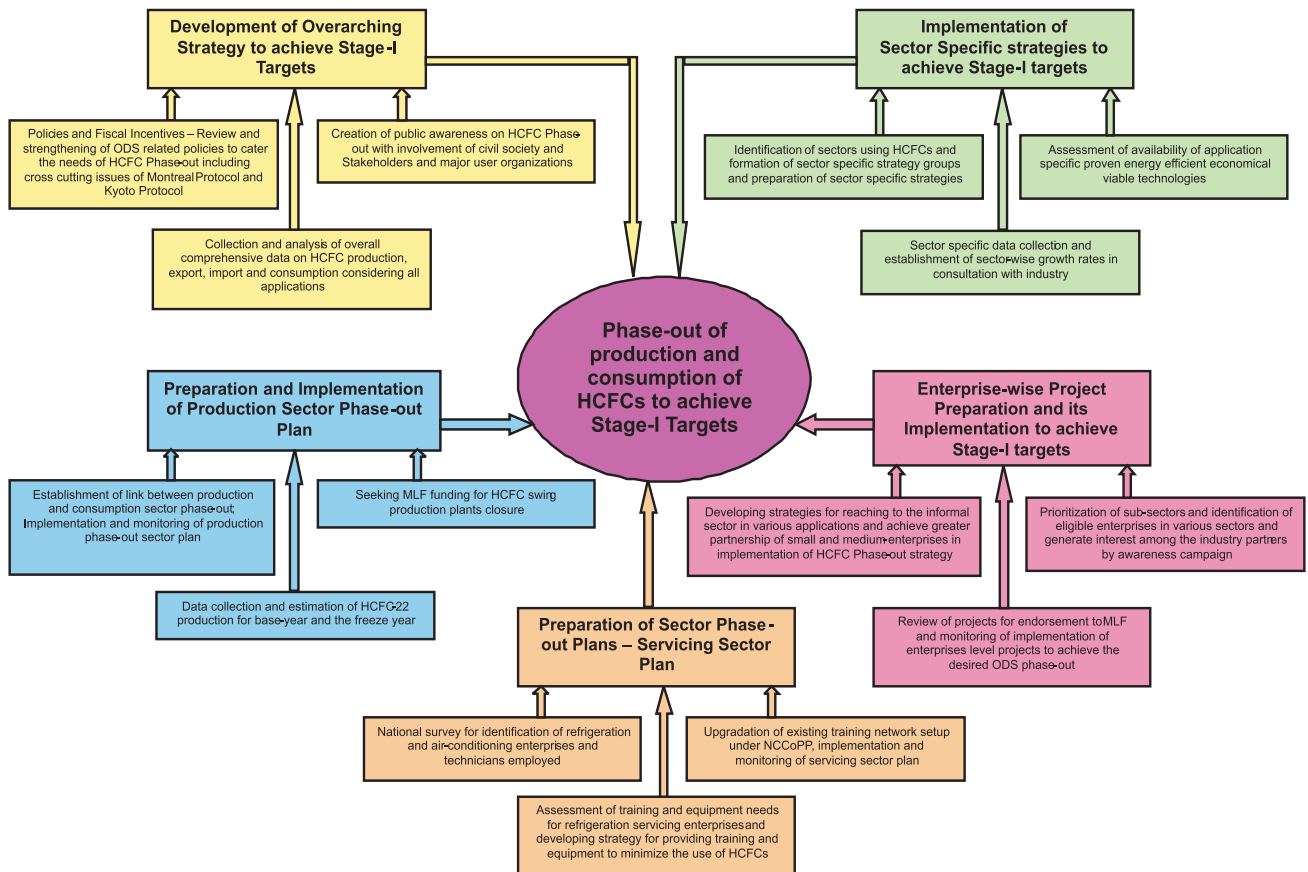 Development of Overarching
Strategy to achieve Stage-I
Targets
Policies and Fiscal Incentives – Review and
strengthening of ODS related policies to cater
the needs of HCFC Phase-out including
cross cutting issues of Montreal Protocol and
Kyoto Protocol
Creation of public awareness on HCFC Phase-
out with involvement of civil society and
Stakeholders and major user organizations
Collection and analysis of overall
comprehensive data on HCFC production,
export, import and consumption considering all
applications
Implementation of
Sector Specific strategies to
achieve Stage-I targets
Identification of sectors using HCFCs and
formation of sector specific strategy groups
and preparation of sector specific strategies
Assessment of availability of application
specific proven energy efficient economical
viable technologies
Sector specific data collection and
establishment of sector-wise growth rates in
consultation with industry
Phase-out of
production and
consumption of
HCFCs to achieve
Stage-I Targets
Preparation and Implementation
of Production Sector Phase-out
Plan
Establishment of link between production
and consumption sector phase-out;
Implementation and monitoring of production
phase-out sector plan
Seeking MLF funding for HCFC swing
production plants closure
Data collection and estimation of HCFC-22
production for base-year and the freeze year
Enterprise-wise Project
Preparation and its
Implementation to achieve
Stage-I targets
Developing strategies for reaching to the informal
sector in various applications and achieve greater
partnership of small and medium-enterprises in
implementation of HCFC Phase-out strategy
Prioritization of sub-sectors and identification of
eligible enterprises in various sectors and
generate interest among the industry partners
by awareness campaign
Review of projects for endorsement to MLF
and monitoring of implementation of
enterprises level projects to achieve the
desired ODS phase-out
Preparation of Sector Phase-
out Plans – Servicing Sector
Plan
National survey for identification of refrigeration
and air-conditioning enterprises and
technicians employed
Upgradation of existing training network setup
under NCCoPP, implementation and
monitoring of servicing sector plan
Assessment of training and equipment needs
for refrigeration servicing enterprises and
developing strategy for providing training and
equipment to minimize the use of HCFCs